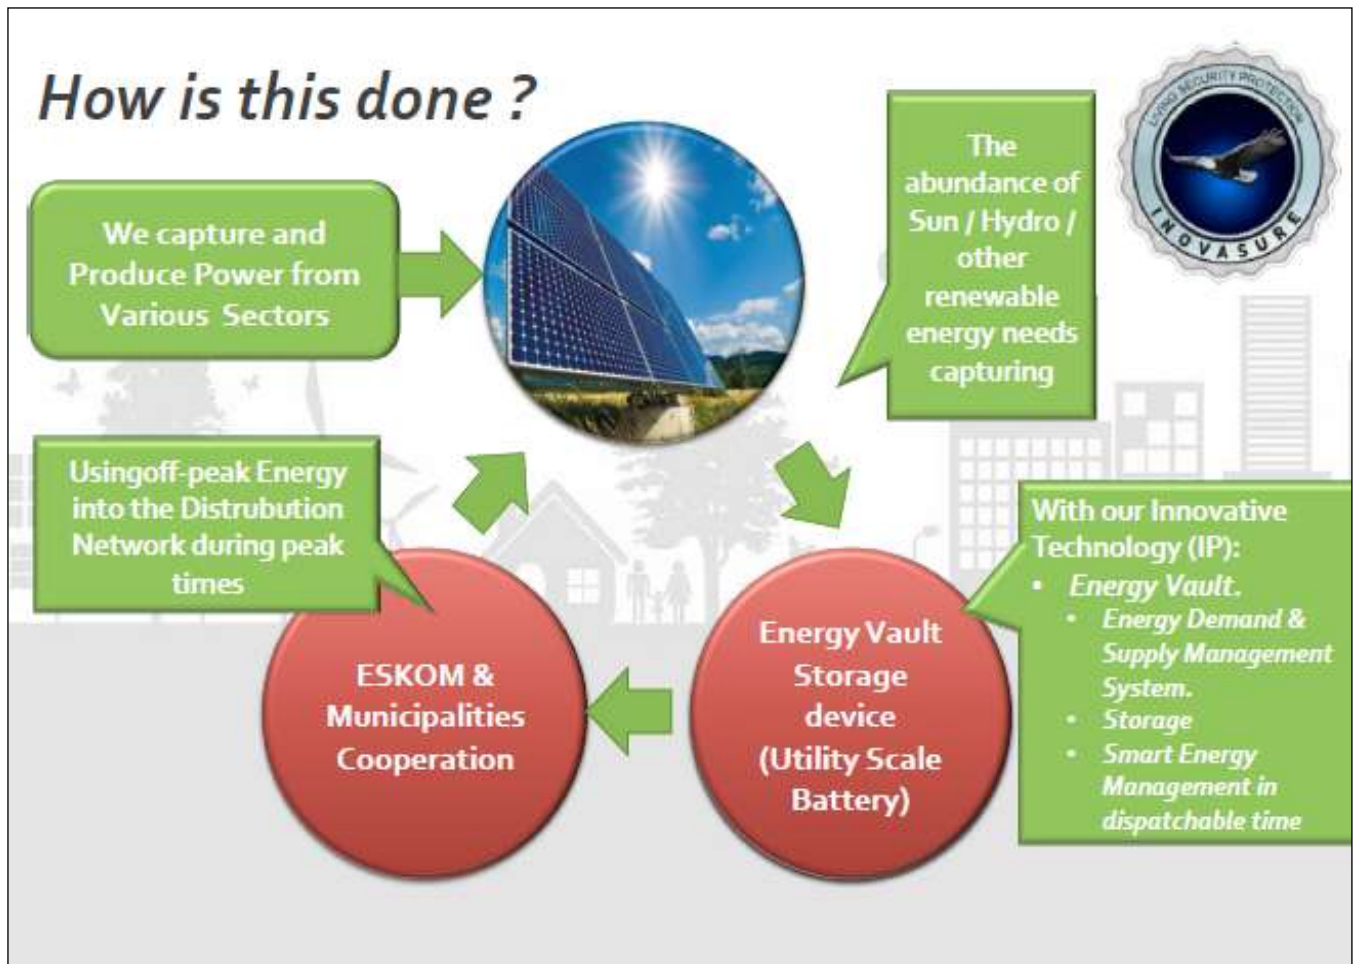 How is this done ?
LIVING SECURITY PROTECTION
INOVASURE
We capture and
Produce Power from
Various Sectors
The
abundance of
Sun / Hydro /
other
renewable
energy needs
capturing
Usingoff-peak Energy
into the Distrubution
Network during peak
times
With our Innovative
Technology (IP):
• Energy Vault.
• Energy Demand &
Supply Management
System.
• Storage
• Smart Energy
Management in
dispatchable time
ESKOM &
Municipalities
Cooperation
Energy Vault
Storage
device
(Utility Scale
Battery)